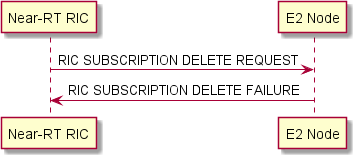 Near-RT RIC
E2 Node
RIC SUBSCRIPTION DELETE REQUEST
RIC SUBSCRIPTION DELETE FAILURE
Near-RT RIC
E2 Node